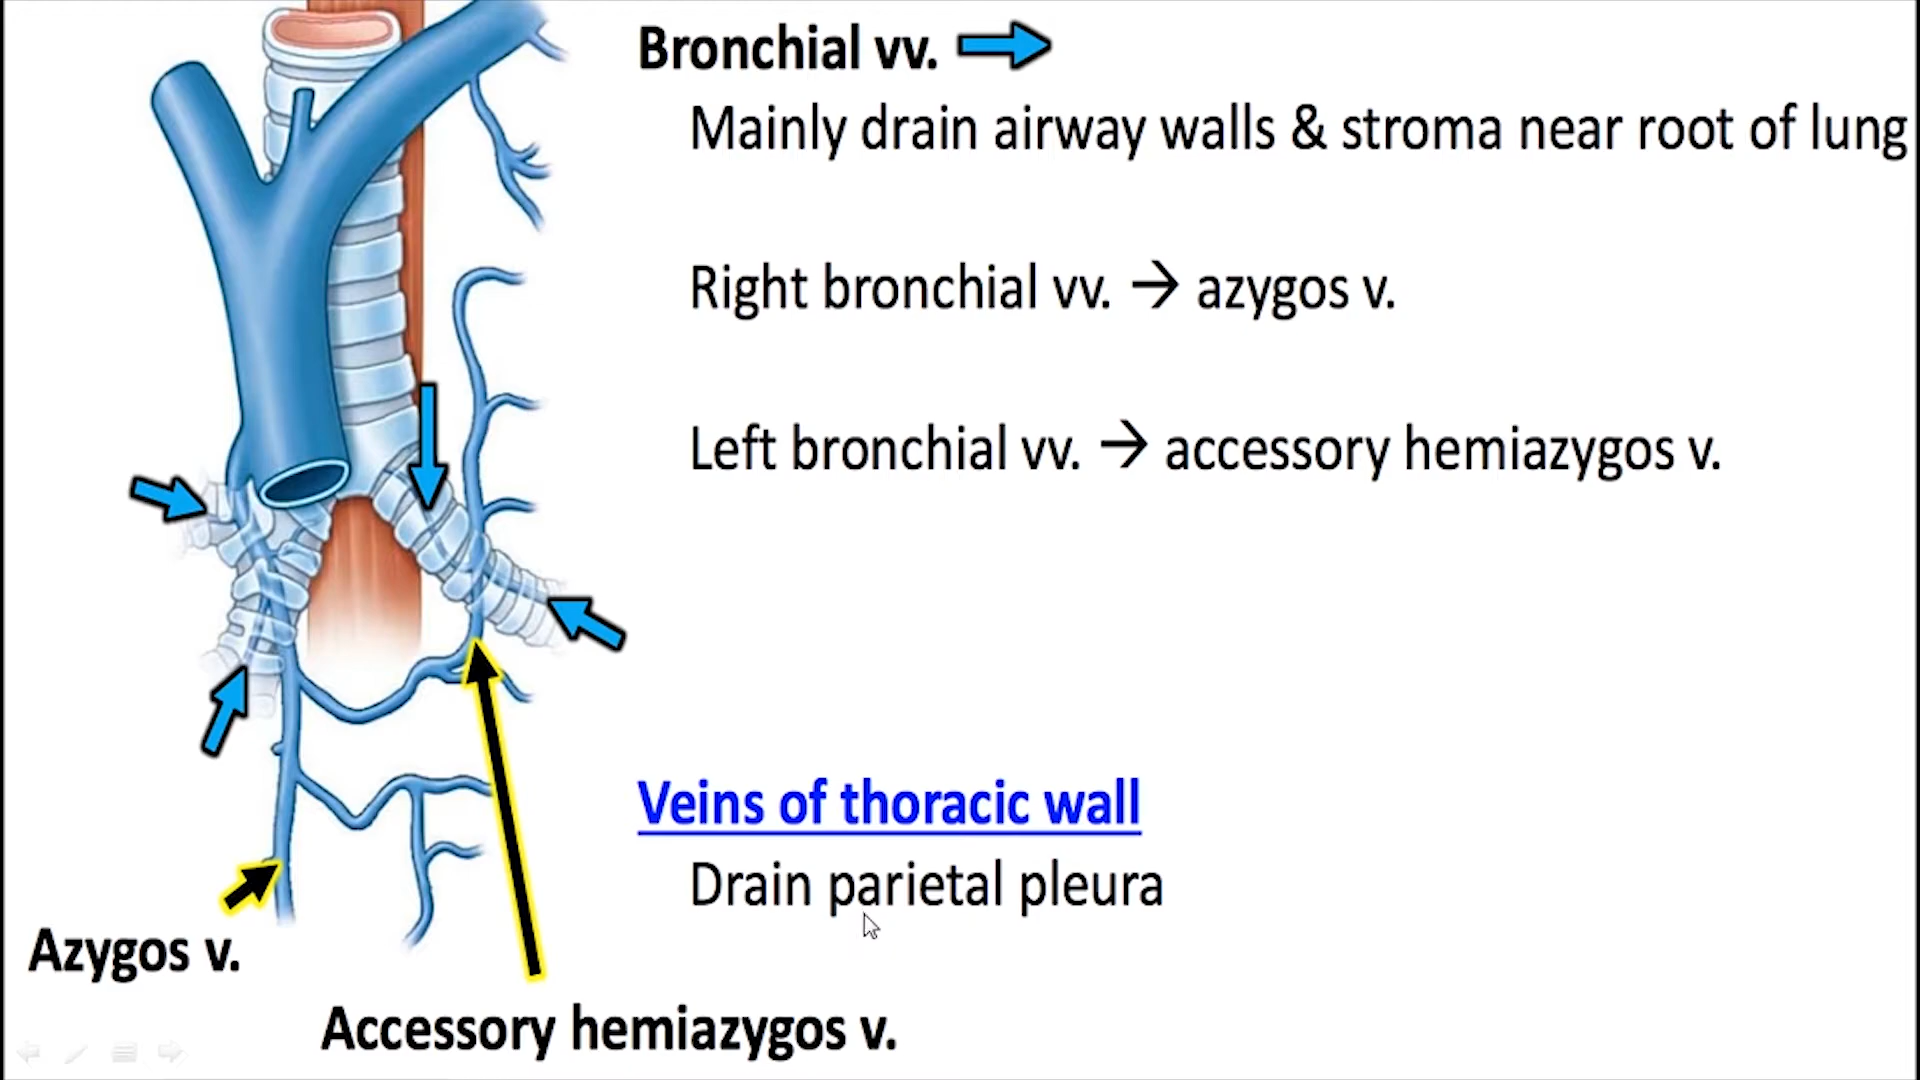 Bronchial vv.
Mainly drain airway walls & stroma near root of lung
Right bronchial vv. → azygos v.
Left bronchial vv. → accessory hemiazygos v.
Veins of thoracic wall
Drain parietal pleura
Azygos v.
Accessory hemiazygos v.